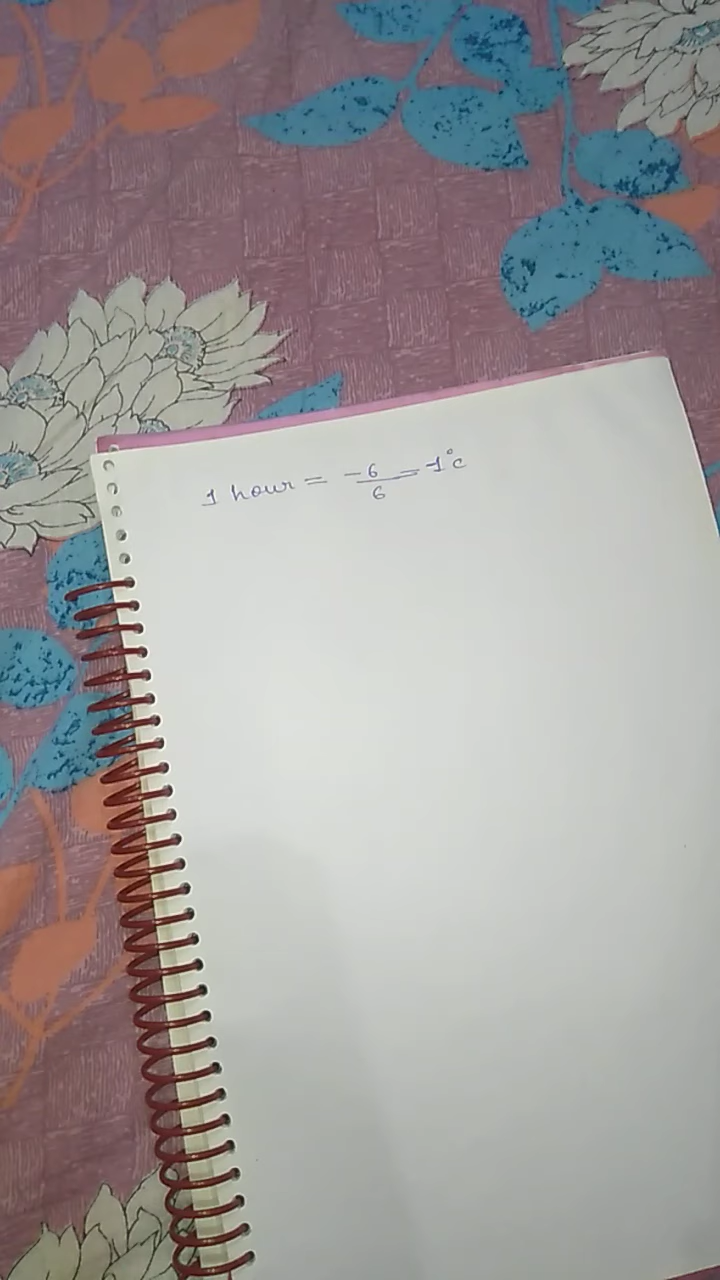 1 hour = -6/6 = -1°c